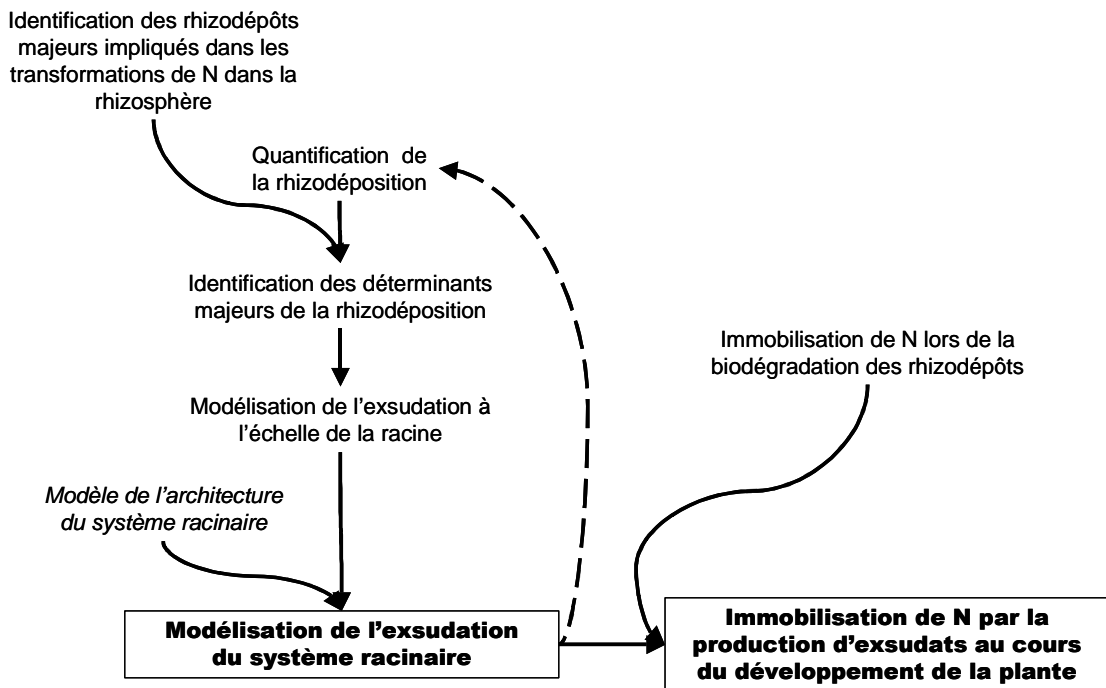 Identification des rhizodépôts
majeurs impliqués dans les
transformations de N dans la
rhizosphère
Quantification de
la rhizodéposition
Identification des déterminants
majeurs de la rhizodéposition
Immobilisation de N lors de la
biodégradation des rhizodépôts
Modélisation de l'exsudation à
l'échelle de la racine
Modèle de l'architecture
du système racinaire
Modélisation de l'exsudation
du système racinaire
Immobilisation de N par la
production d'exsudats au cours
du développement de la plante